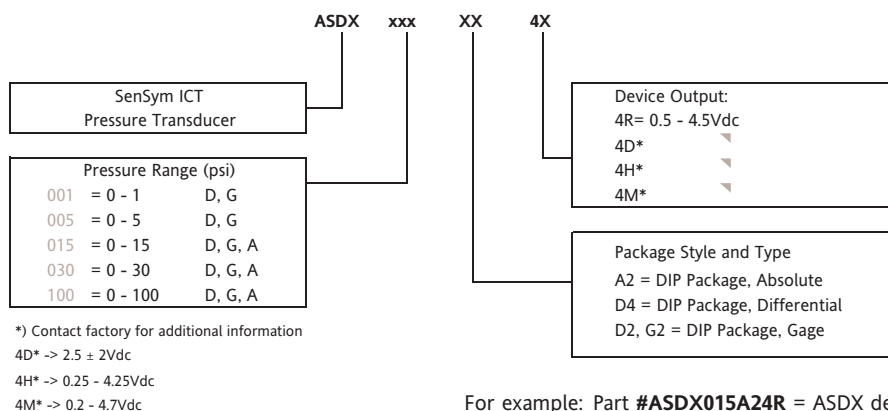 ASDX xxx XX 4X
SenSym ICT
Pressure Transducer
Pressure Range (psi)
001 = 0 - 1 D, G
005 = 0 - 5 D, G
015 = 0 - 15 D, G, A
030 = 0 - 30 D, G, A
100 = 0 - 100 D, G, A
*) Contact factory for additional information
4D* -> 2.5 ± 2Vdc
4H* -> 0.25 - 4.25Vdc
4M* -> 0.2 - 4.7Vdc
Device Output:
4R= 0.5 - 4.5Vdc
4D*
4H*
4M*
Package Style and Type
A2 = DIP Package, Absolute
D4 = DIP Package, Differential
D2, G2 = DIP Package, Gage
For example: Part #ASDX015A24R = ASDX